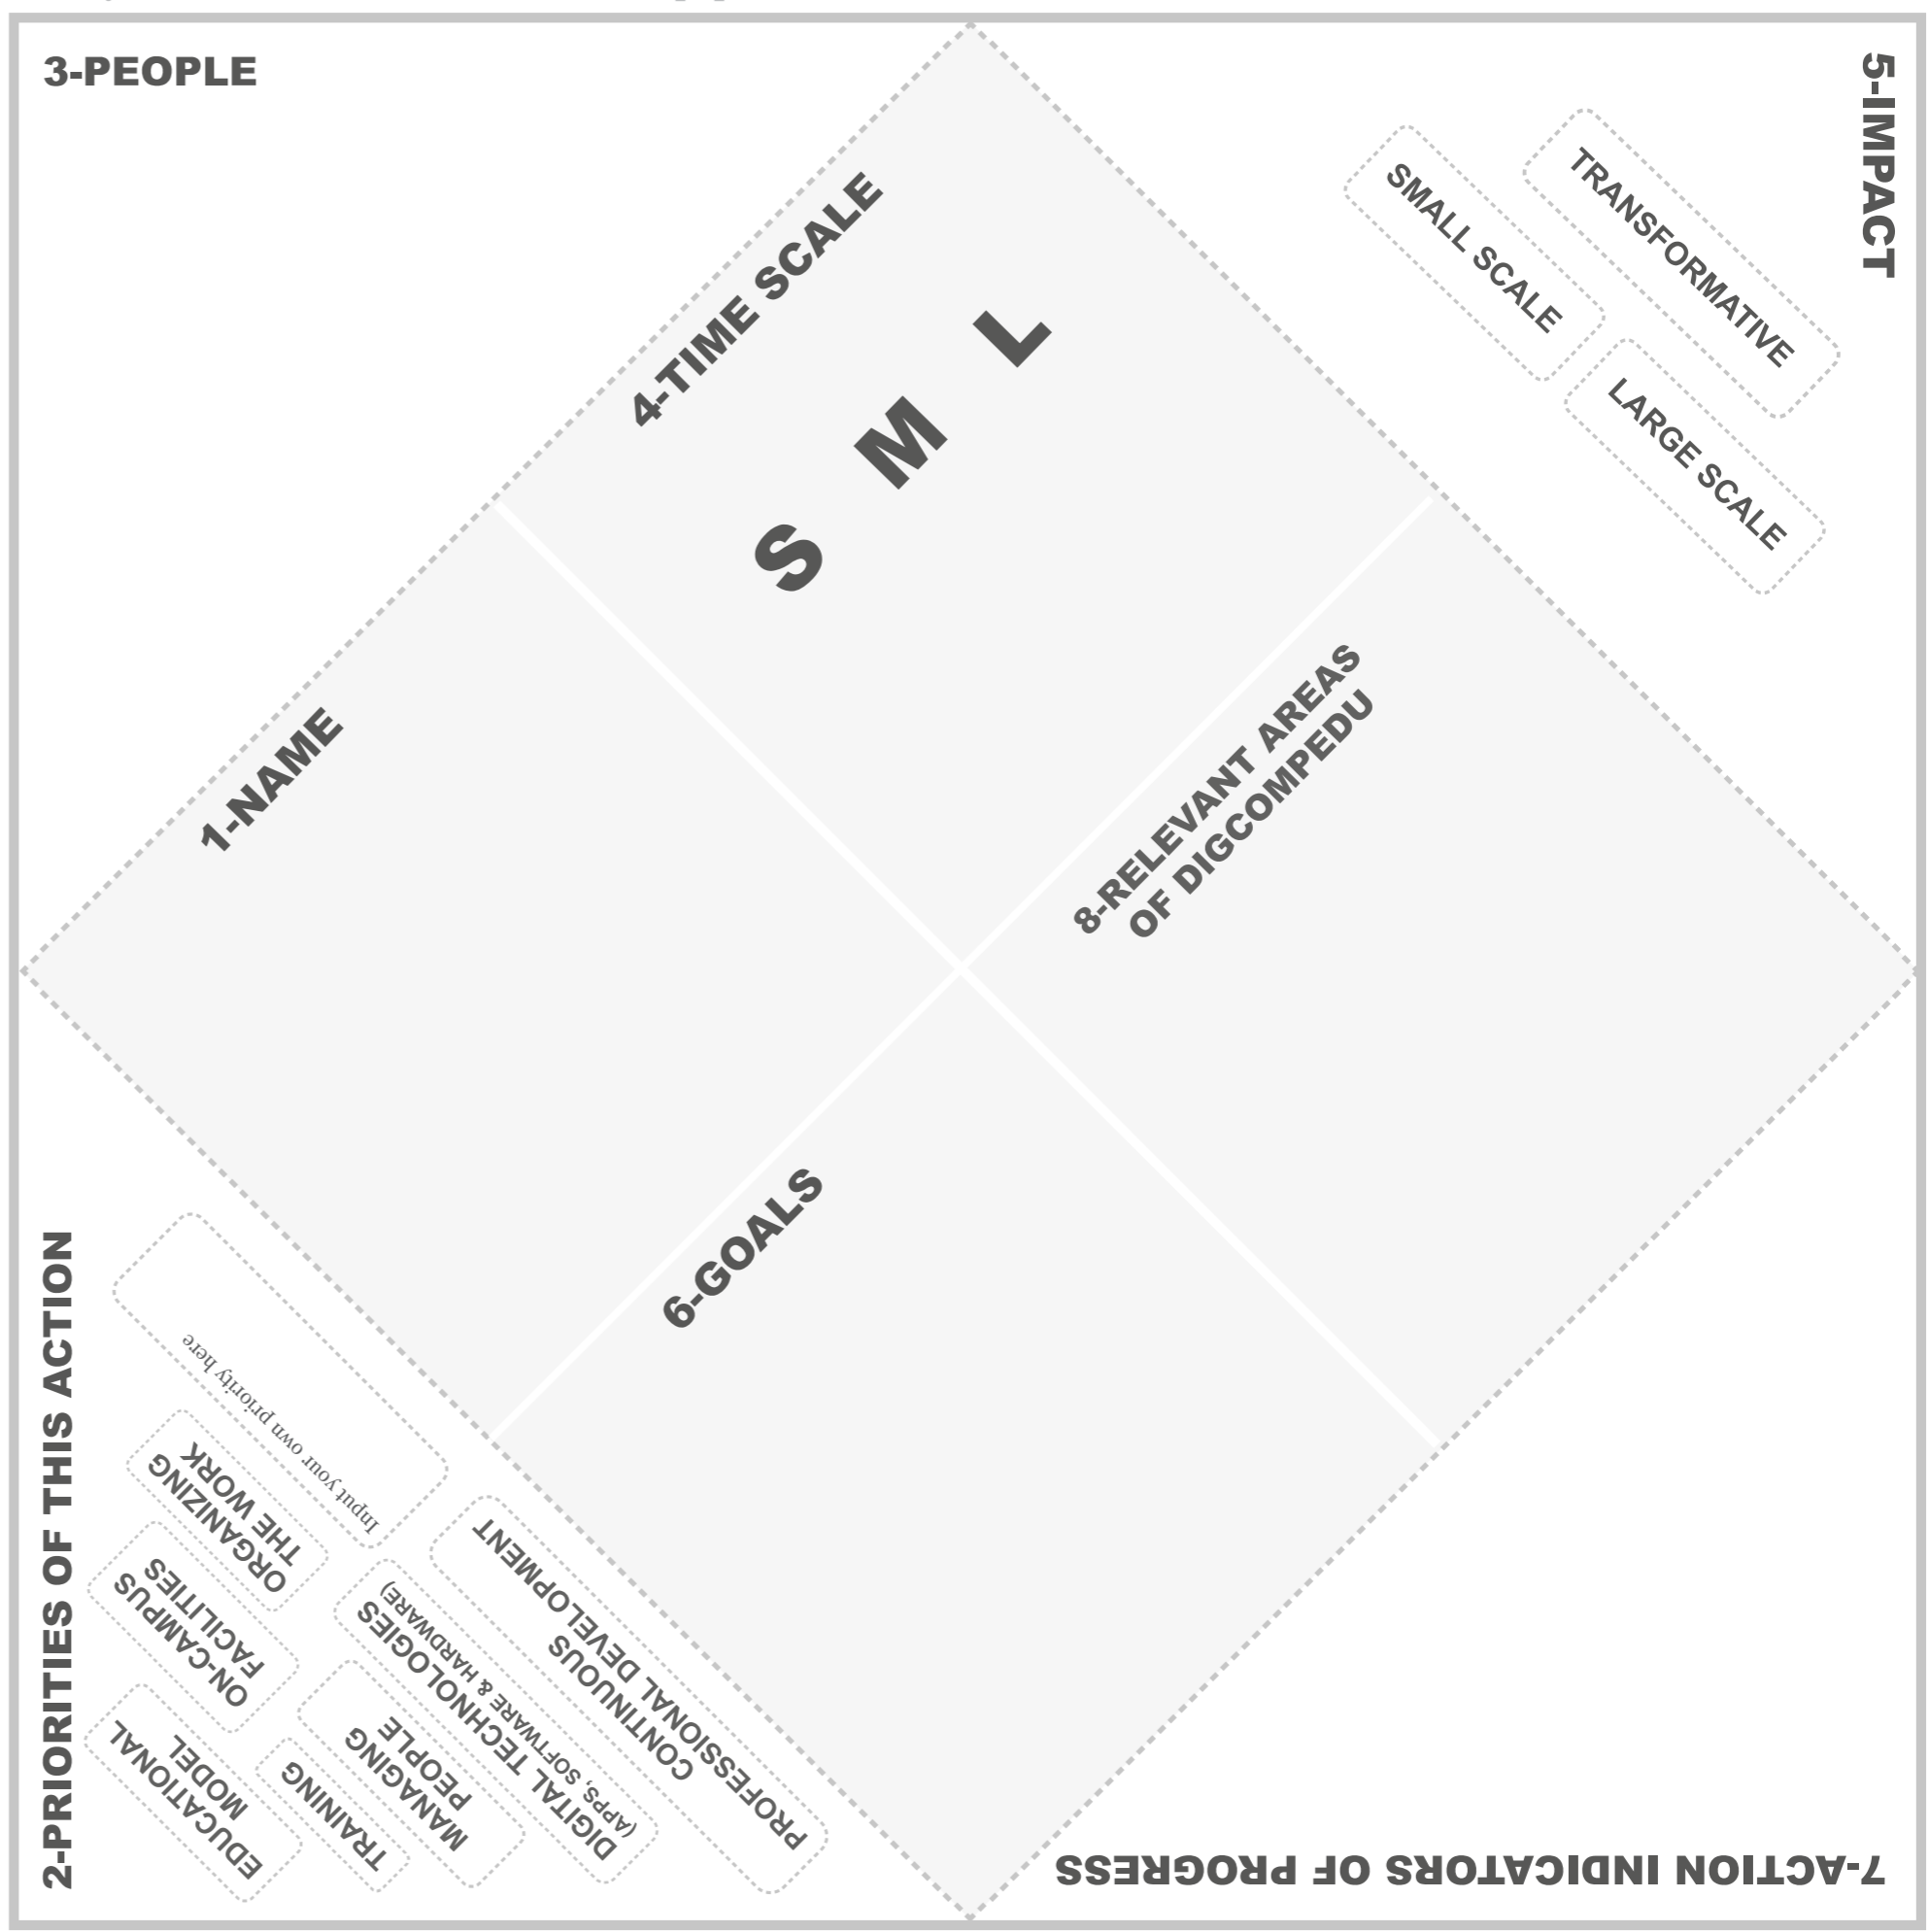 3-PEOPLE
5-IMPACT
SMALL SCALE
TRANSFORMATIVE
LARGE SCALE
4-TIME SCALE
S M L
1-NAME
8-RELEVANT AREAS
OF DIGCOMPEDU
6-GOALS
2-PRIORITIES OF THIS ACTION
Input your own priority here
ORGANIZING
THE WORK
ON-CAMPUS
FACILITIES
EDUCATIONAL
MODEL
TRAINING
MANAGING
PEOPLE
DIGITAL TECHNOLOGIES
(APPS, SOFTWARE & HARDWARE)
CONTINUOUS
PROFESSIONAL DEVELOPMENT
7-ACTION INDICATORS OF PROGRESS